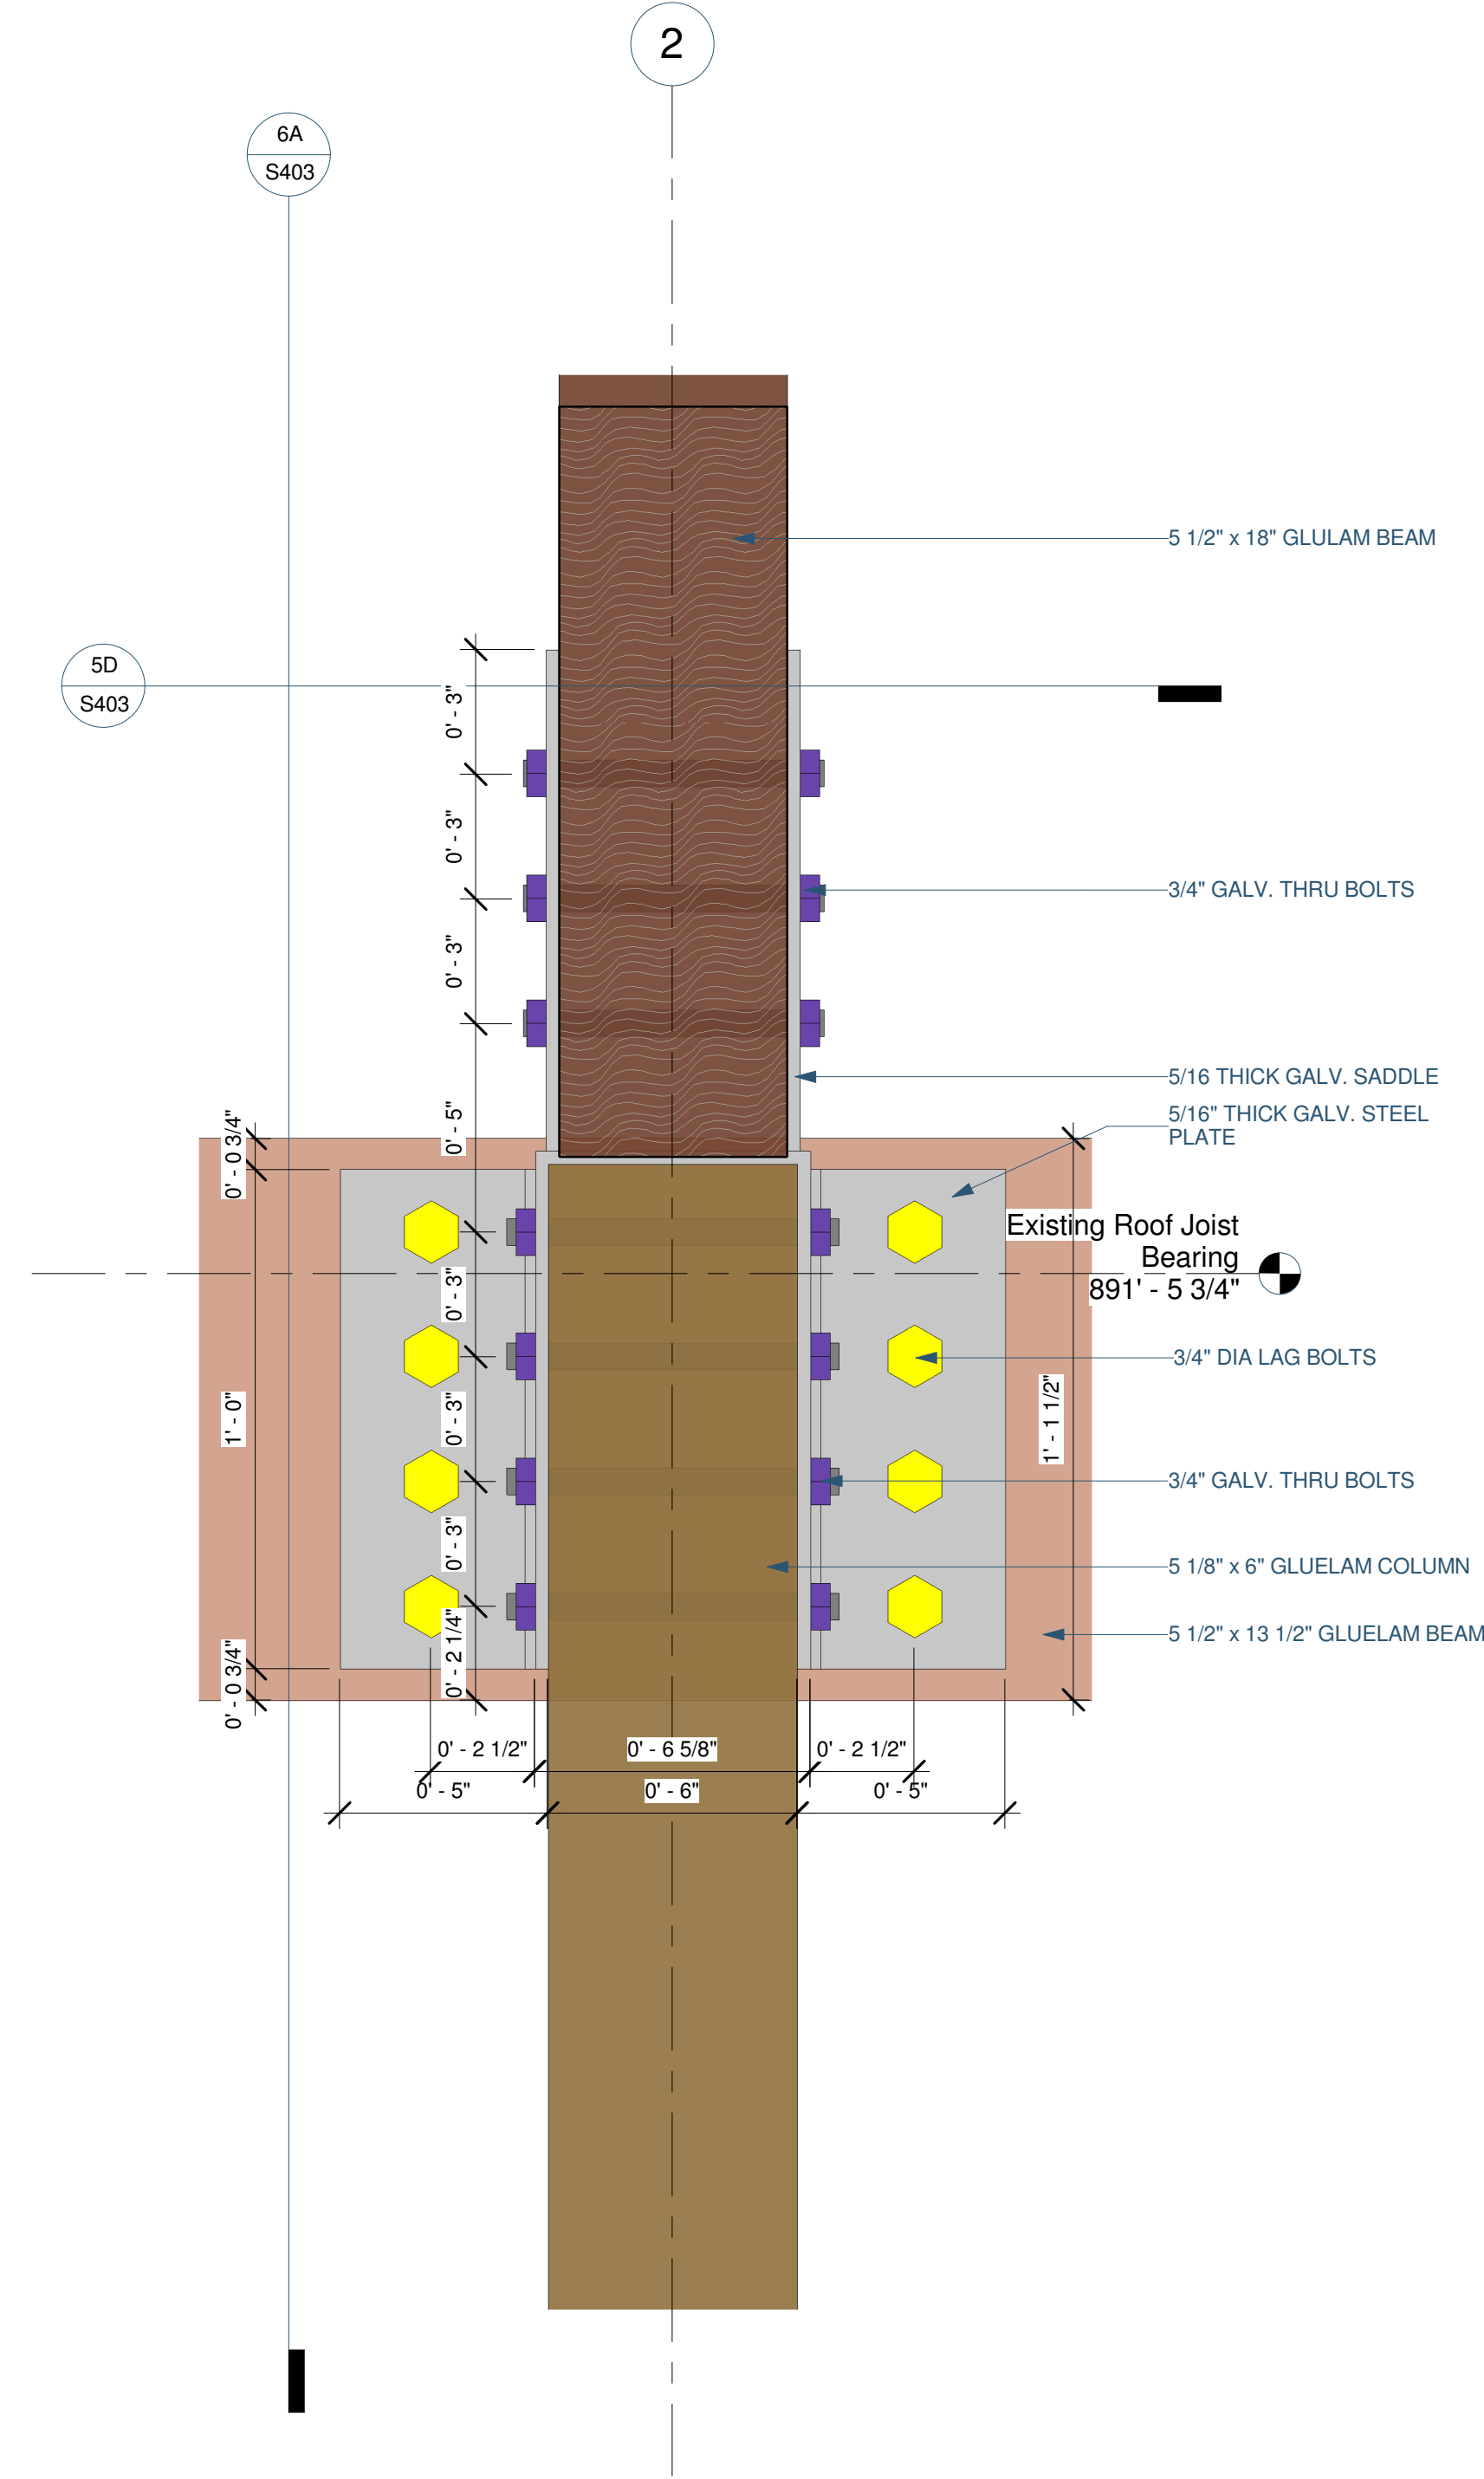 2
6A
S403
5 1/2" x 18" GLULAM BEAM
5D
S403
0' - 3"
0' - 3"
3/4" GALV. THRU BOLTS
0' - 3"
5/16 THICK GALV. SADDLE
5/16" THICK GALV. STEEL
PLATE
0' - 5"
0' - 0 3/4"
Existing Roof Joist
Bearing
891' - 5 3/4"
0' - 3"
3/4" DIA LAG BOLTS
1' - 0"
0' - 3"
1' - 1 1/2"
3/4" GALV. THRU BOLTS
0' - 3"
5 1/8" x 6" GLUELAM COLUMN
5 1/2" x 13 1/2" GLUELAM BEAM
0' - 2 1/4"
0' - 0 3/4"
0' - 2 1/2"
0' - 6 5/8"
0' - 2 1/2"
0' - 5"
0' - 6"
0' - 5"